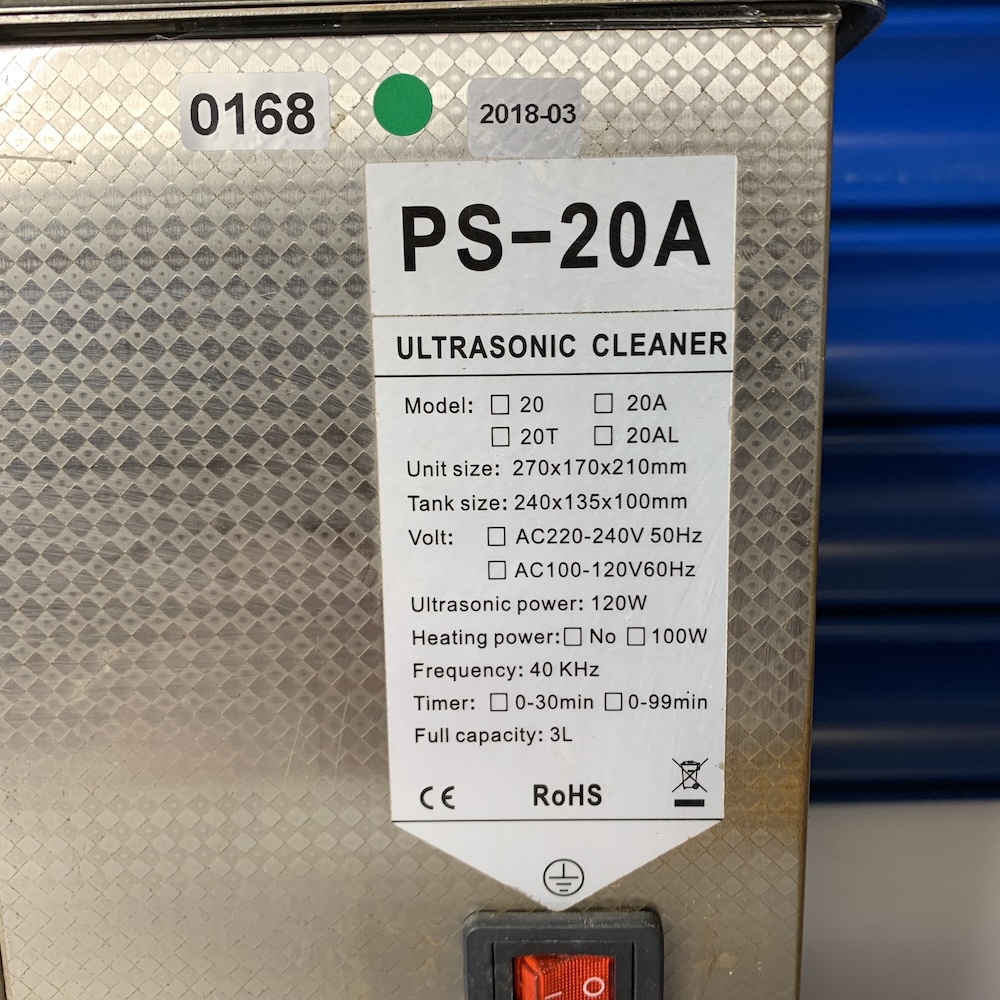 0168
2018-03
PS-20A
ULTRASONIC CLEANER
Model: □ 20 □ 20A
□ 20T □ 20AL
Unit size: 270x170x210mm
Tank size: 240x135x100mm
Volt: □ AC220-240V 50Hz
□ AC100-120V60Hz
Ultrasonic power: 120W
Heating power:□ No □ 100W
Frequency: 40 KHz
Timer: □ 0-30min □ 0-99min
Full capacity: 3L
CE RoHS